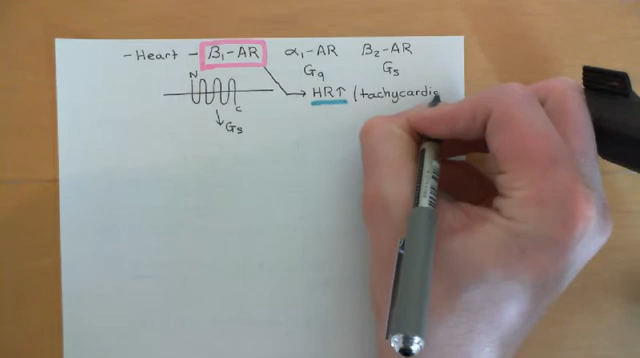 - Heart - β₁-AR α₁-AR β₂-AR
Gq Gs
N
HR↑ (tachycardi
C
↓ Gs